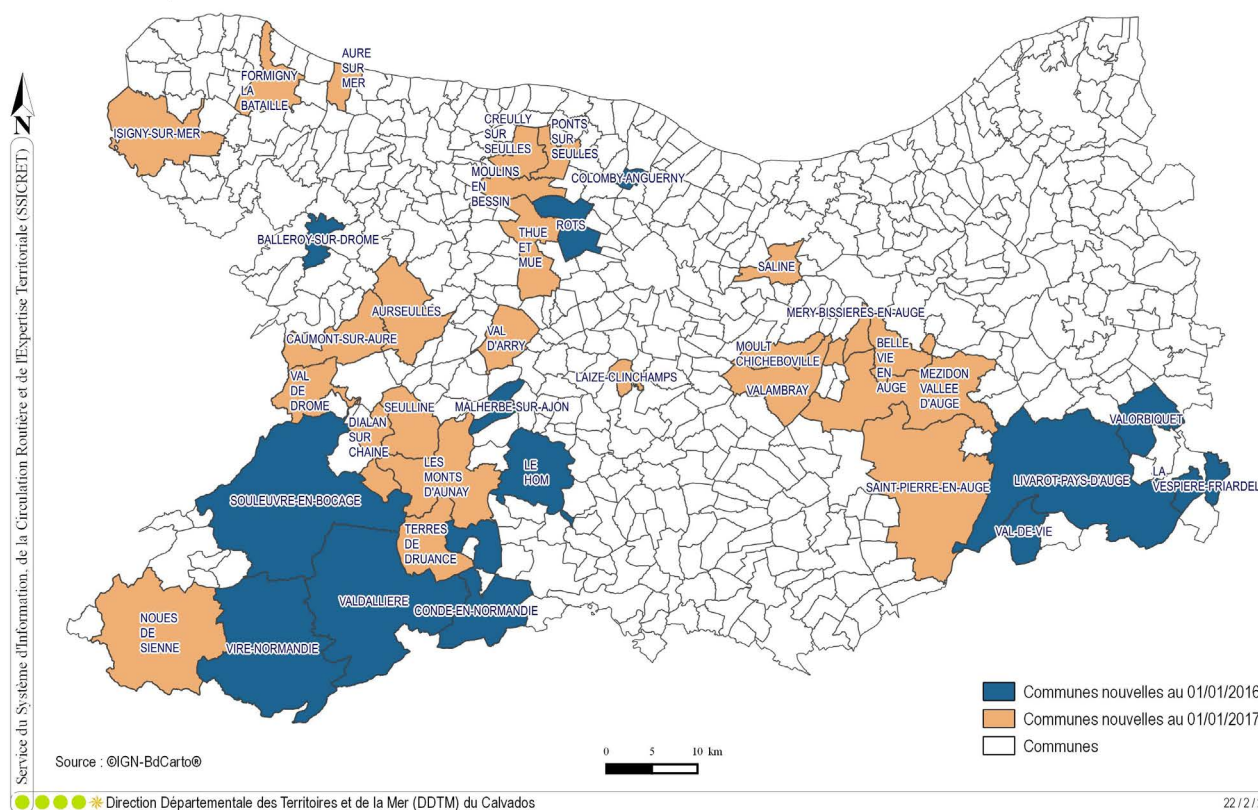 AURE
SUR
MER
FORMIGNY
LA
BATAILLE
ISIGNY-SUR-MER
CREULLY
SUR
SEULLES
PONTS
SUR
SEULLES
MOULINS
EN
BESSIN
COLOMBY-ANGUERNY
BALLEROY-SUR-DROME
ROTS
THUE
ET
MUE
SALINE
AURSEULLES
CAUMONT-SUR-AURE
VAL
D'ARRY
MERY-BISSIERES-EN-AUGE
MOULT
CHICHEBOVILLE
BELLE
VIE
EN
AUGE
MEZIDON
VALLEE
D'AUGE
VALAMBRAY
LAIZE-CLINCHAMPS
VAL
DE
DROME
SEULLINE
MALHERBE-SUR-AJON
DIALAN
SUR
CHAINE
VALORBIQUET
LES
MONTS
D'AUNAY
LE
HOM
SOULEUVRE-EN-BOCAGE
SAINT-PIERRE-EN-AUGE
LIVAROT-PAYS-D'AUGE
LA
VESPIERE-FRIARDEL
VAL-DE-VIE
TERRES
DE
DRUANCE
VALDALLIERE
CONDE-EN-NORMANDIE
NOUES
DE
SIENNE
VIRE-NORMANDIE
N
Service du Système d'Information, de la Circulation Routière et de l'Expertise Territoriale (SSICRET)
Communes nouvelles au 01/01/2016
Communes nouvelles au 01/01/2017
Communes
0 5 10 km
Source : ©IGN-BdCarto®
Direction Départementale des Territoires et de la Mer (DDTM) du Calvados
22 / 2 /